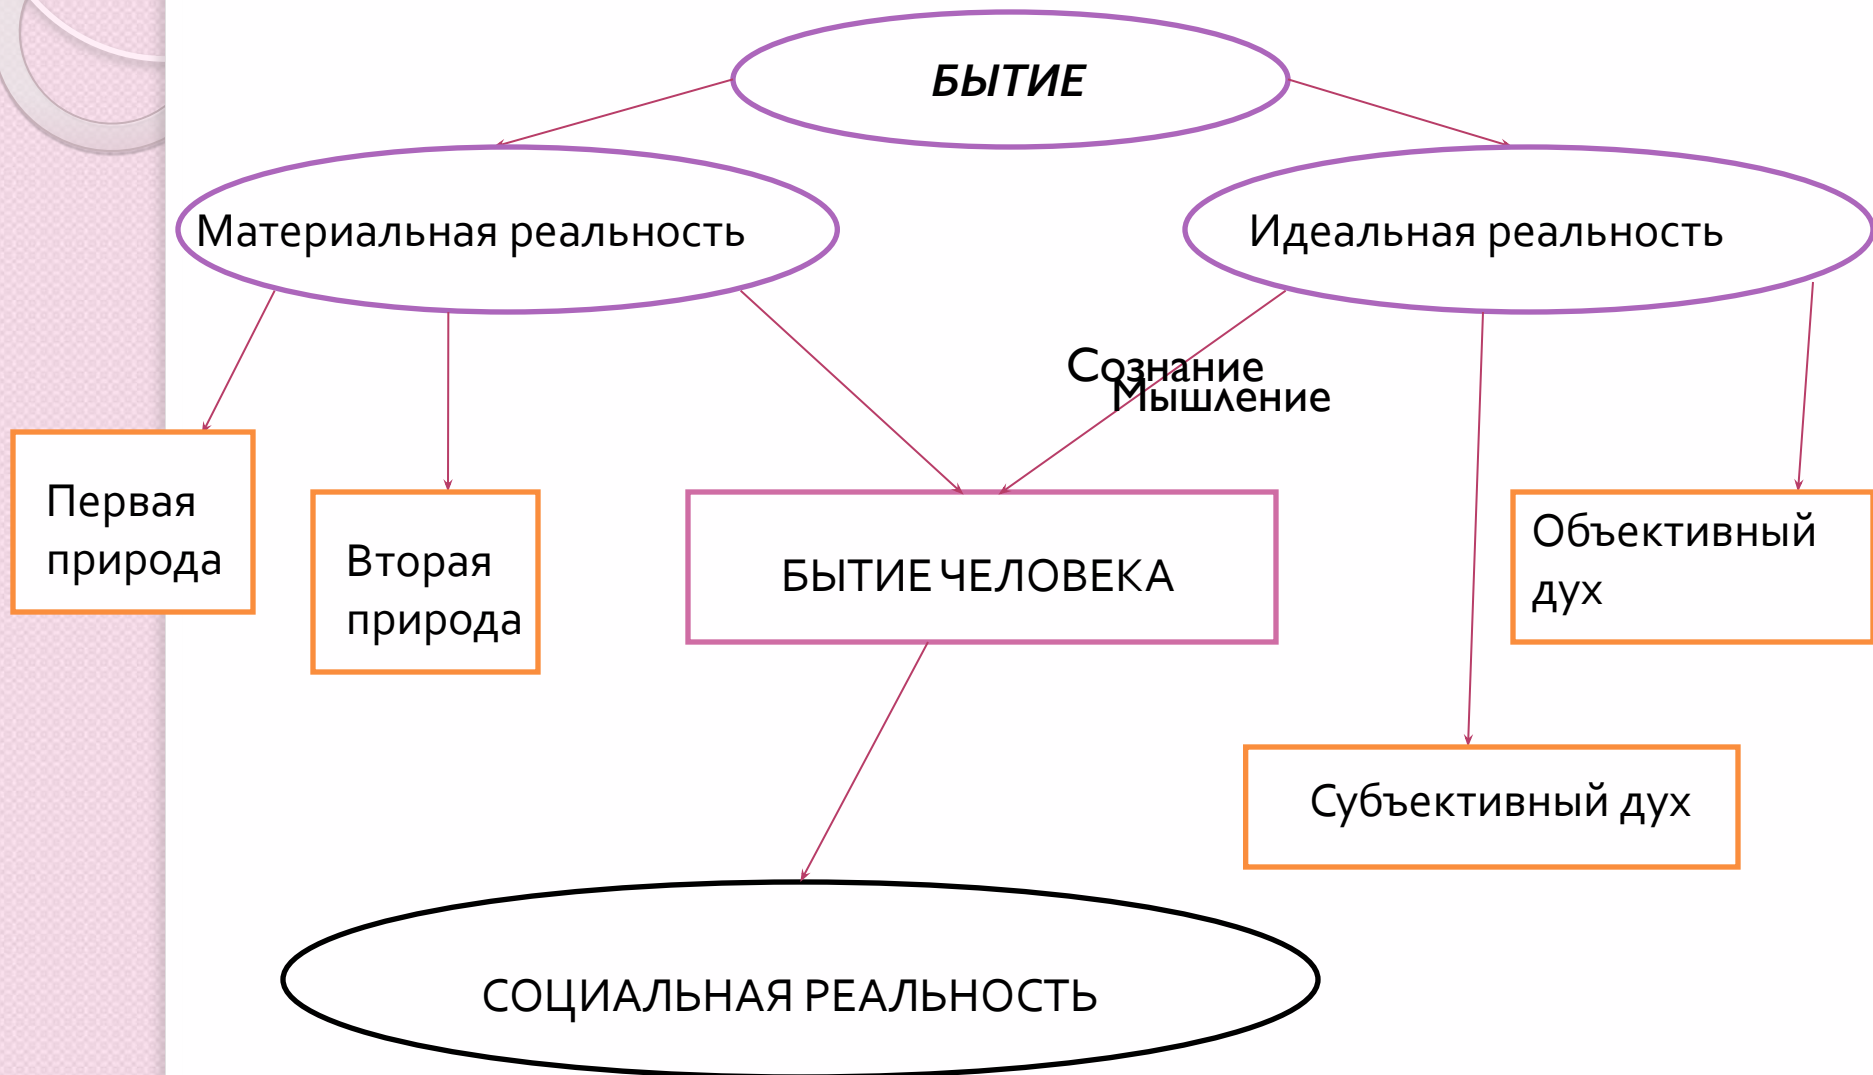 БЫТИЕ
Материальная реальность
Идеальная реальность
Сознание
Мышление
Первая
природа
Вторая
природа
БЫТИЕ ЧЕЛОВЕКА
Объективный
дух
Субъективный дух
СОЦИАЛЬНАЯ РЕАЛЬНОСТЬ